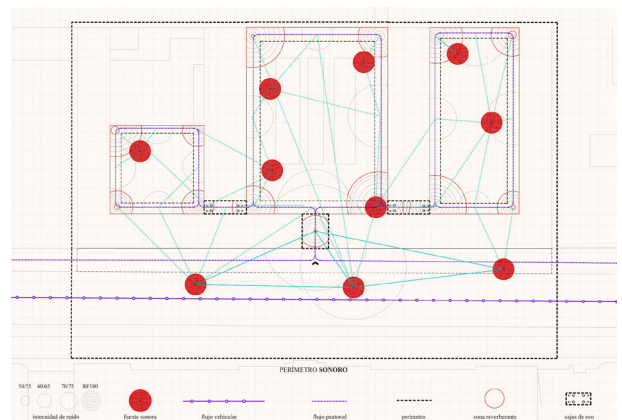 PERÍMETRO SONORO
50/55 60/65 70/75 80/100
intensidad de ruido fuente sonora flujo vehicular flujo peatonal perímetro zona reverberante cajas de eco